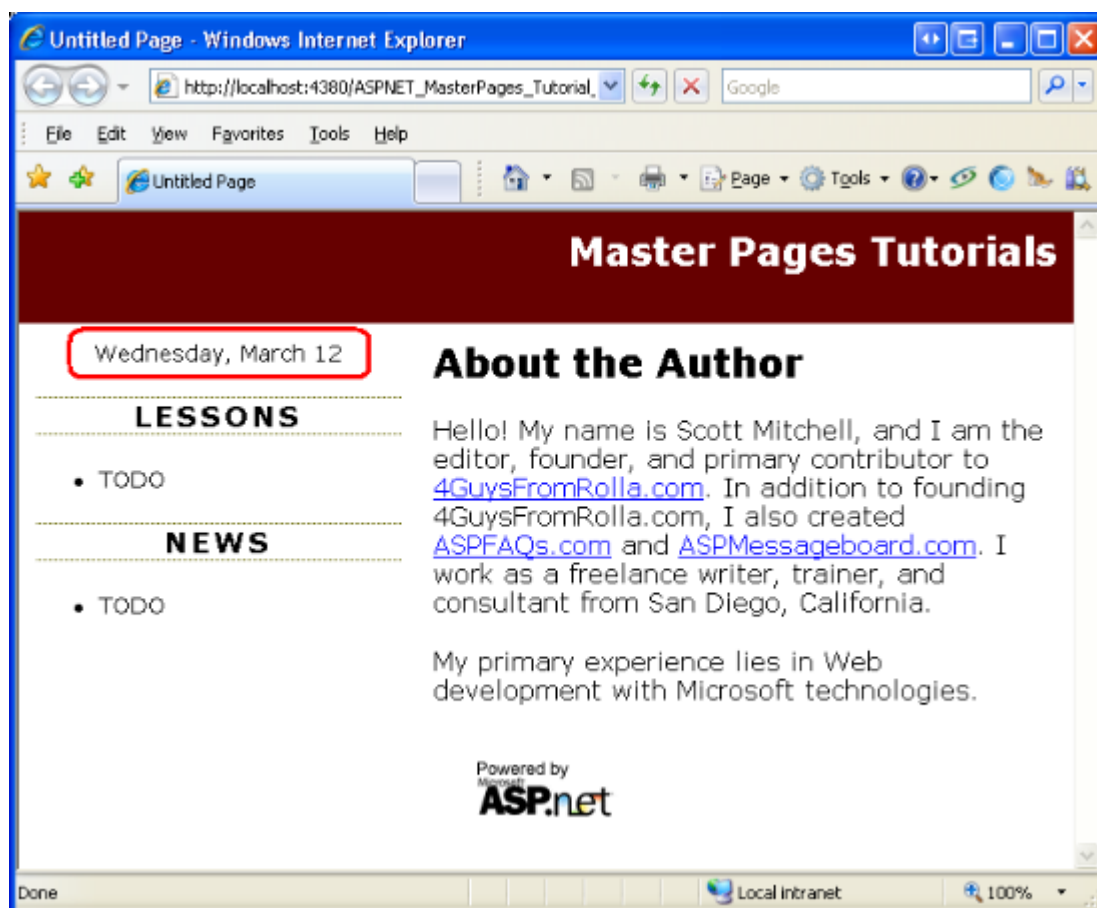 Untitled Page - Windows Internet Explorer
http://localhost:4380/ASPNET_MasterPages_Tutorial_
Google
File Edit View Favorites Tools Help
Untitled Page
Page
Tools
Master Pages Tutorials
Wednesday, March 12
LESSONS
• TODO
NEWS
• TODO
About the Author
Hello! My name is Scott Mitchell, and I am the
editor, founder, and primary contributor to
4GuysFromRolla.com. In addition to founding
4GuysFromRolla.com, I also created
ASPFAQs.com and ASPMessageboard.com. I
work as a freelance writer, trainer, and
consultant from San Diego, California.
My primary experience lies in Web
development with Microsoft technologies.
Powered by
Microsoft
ASP.net
Done
Local intranet
100%